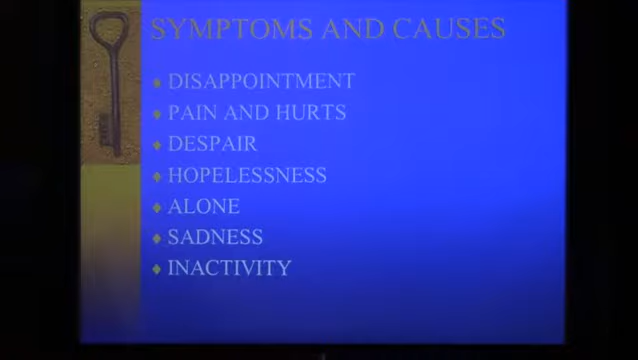 SYMPTOMS AND CAUSES
DISAPPOINTMENT
PAIN AND HURTS
DESPAIR
HOPELESSNESS
ALONE
SADNESS
INACTIVITY